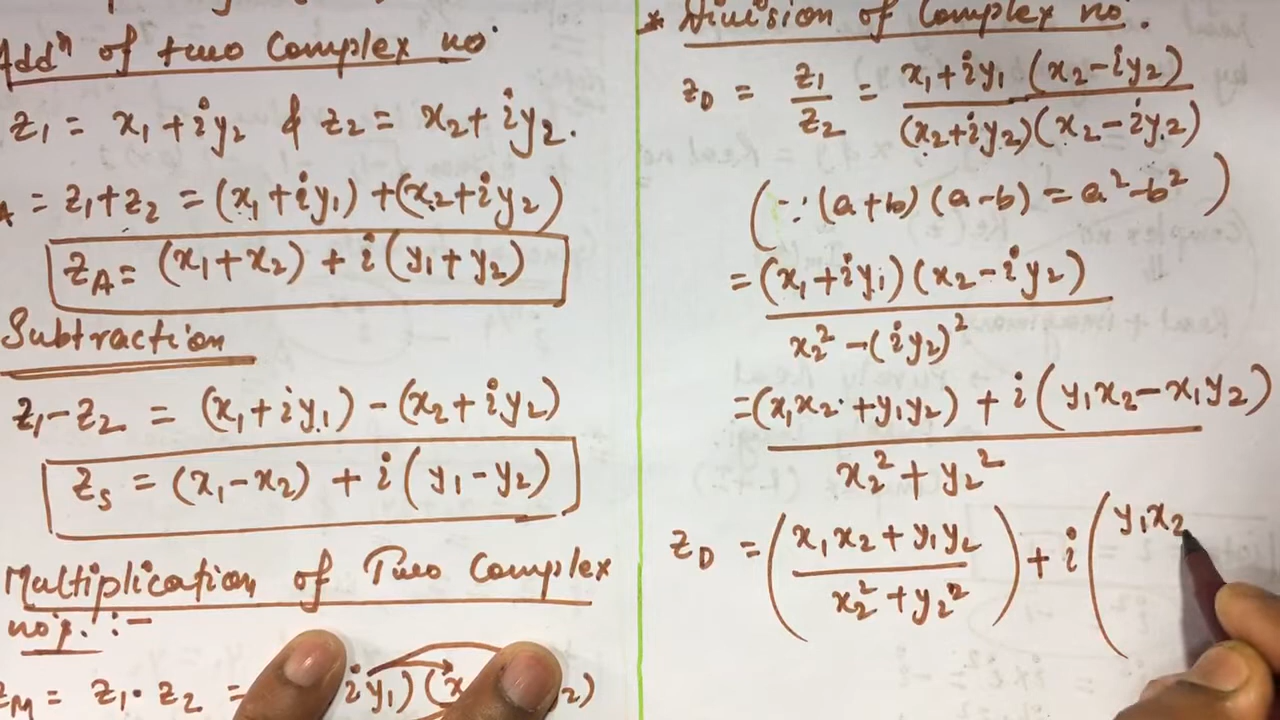 Addⁿ of two Complex no.
z₁ = x₁ + iy₂ & z₂ = x₂ + iy₂.
A = z₁ + z₂ = (x₁ + iy₁) + (x₂ + iy₂)
z_A = (x₁ + x₂) + i (y₁ + y₂)
Subtraction
z₁ - z₂ = (x₁ + iy₁) - (x₂ + iy₂)
z_s = (x₁ - x₂) + i (y₁ - y₂)
Multiplication of Two Complex
no's. :-
z_M = z₁ . z₂ = iy₁) (x ₂)
* Division of Complex no.
z_D = z₁/z₂ = x₁ + iy₁ (x₂ - iy₂) / (x₂ + iy₂)(x₂ - iy₂)
(∵ (a + b) (a - b) = a² - b²)
= (x₁ + iy₁) (x₂ - iy₂) / x₂² - (iy₂)²
= (x₁x₂ + y₁y₂) + i (y₁x₂ - x₁y₂) / x₂² + y₂²
z_D = (x₁x₂ + y₁y₂ / x₂² + y₂²) + i (y₁x₂